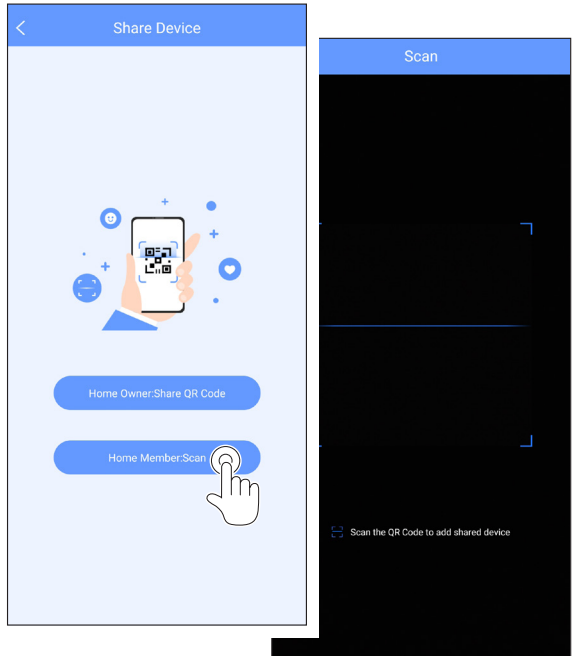 Share Device
Home Owner:Share QR Code
Home Member:Scan
Scan
Scan the QR Code to add shared device